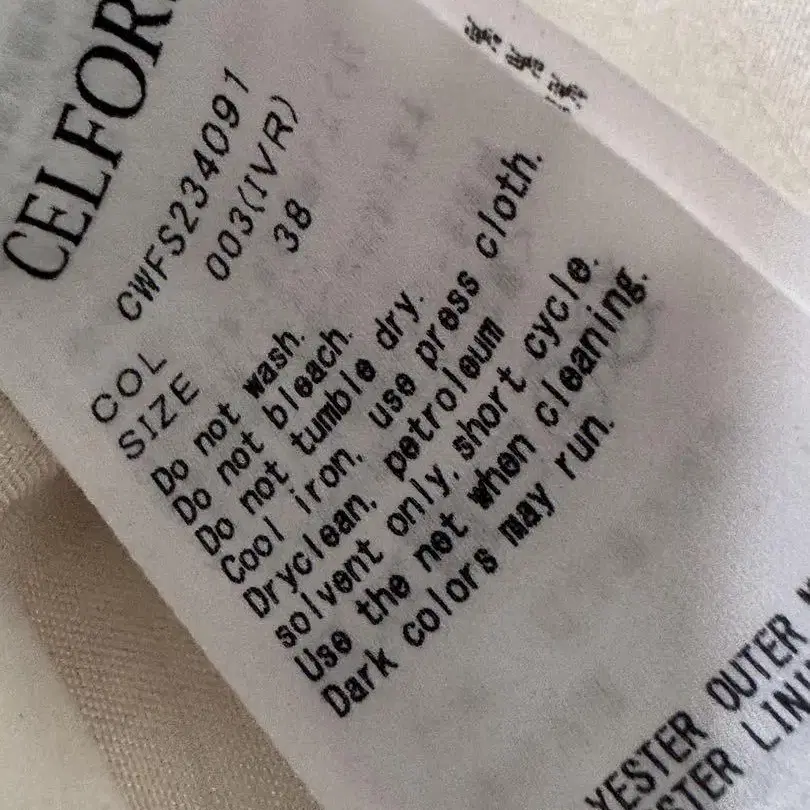 CELFOR
CWFS234091
COL 003(IVR)
SIZE 38
Do not wash.
Do not bleach.
Do not tumble dry.
Cool iron, use press cloth.
Dryclean, petroleum
solvent only, short cycle.
Use the net when cleaning.
Dark colors may run.
YESTER OUTER
STER LIN